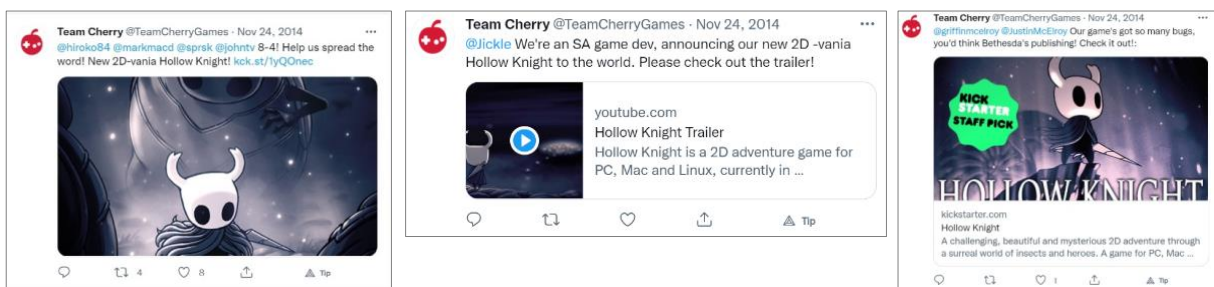 Team Cherry @TeamCherryGames · Nov 24, 2014
@hiroko84 @markmacd @sprsk @johntv 8-4! Help us spread the
word! New 2D-vania Hollow Knight! kck.st/1yQOnec
4
8
Tip
Team Cherry @TeamCherryGames · Nov 24, 2014
@Jickle We're an SA game dev, announcing our new 2D -vania
Hollow Knight to the world. Please check out the trailer!
youtube.com
Hollow Knight Trailer
Hollow Knight is a 2D adventure game for
PC, Mac and Linux, currently in ...
Tip
Team Cherry @TeamCherryGames · Nov 24, 2014
@griffinmcelroy @JustinMcElroy Our game's got so many bugs,
you'd think Bethesda's publishing! Check it out!:
KICK
STARTER
STAFF PICK
HOLLOW KNIGHT
kickstarter.com
Hollow Knight
A challenging, beautiful and mysterious 2D adventure through
a surreal world of insects and heroes. A game for PC, Mac ...
Tip